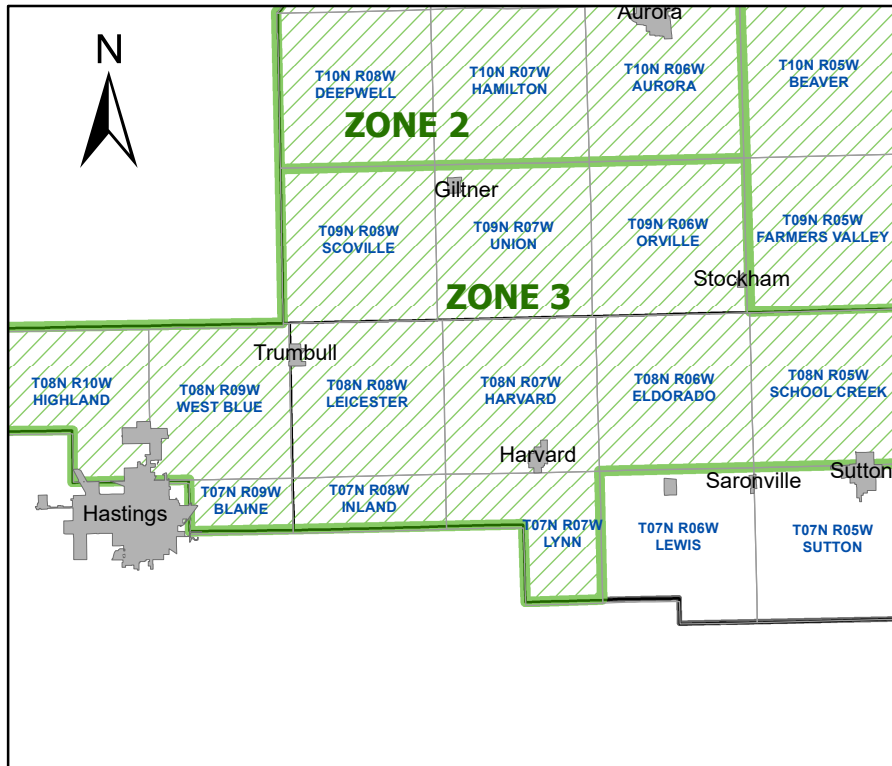 Aurora
N
T10N R08W
DEEPWELL
T10N R07W
HAMILTON
T10N R06W
AURORA
T10N R05W
BEAVER
ZONE 2
Giltner
T09N R08W
SCOVILLE
T09N R07W
UNION
T09N R06W
ORVILLE
T09N R05W
FARMERS VALLEY
Stockham
ZONE 3
Trumbull
T08N R10W
HIGHLAND
T08N R09W
WEST BLUE
T08N R08W
LEICESTER
T08N R07W
HARVARD
T08N R06W
ELDORADO
T08N R05W
SCHOOL CREEK
Harvard
Saronville
Sutton
Hastings
T07N R09W
BLAINE
T07N R08W
INLAND
T07N R07W
LYNN
T07N R06W
LEWIS
T07N R05W
SUTTON